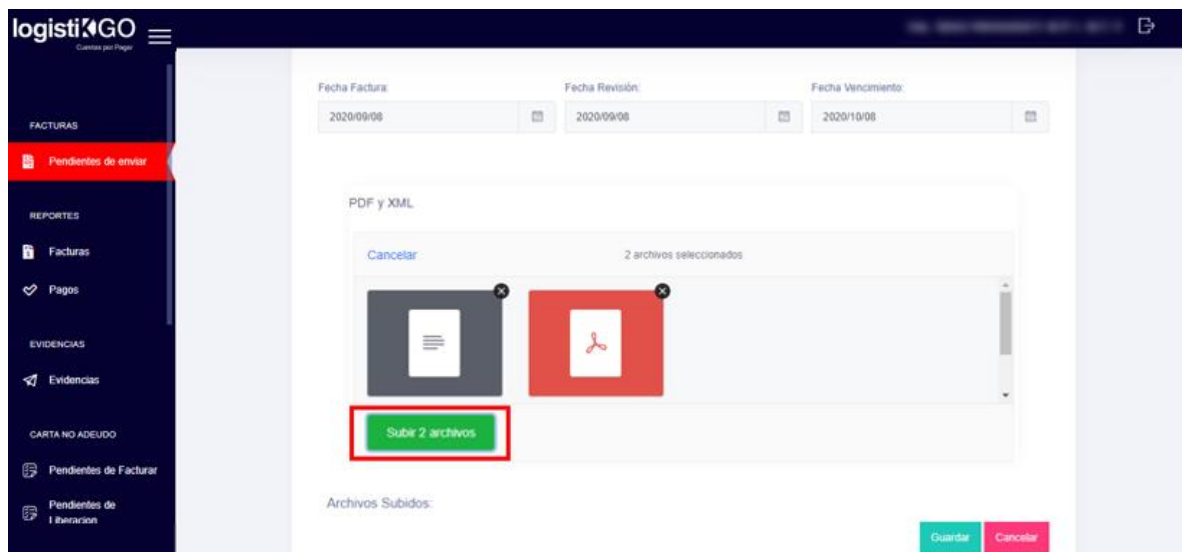 logistikGO
Cuentas por Pagar
Fecha Factura:
Fecha Revisión:
Fecha Vencimiento:
2020/09/08
2020/09/08
2020/10/08
FACTURAS
Pendientes de enviar
REPORTES
Facturas
Pagos
EVIDENCIAS
Evidencias
CARTA NO ADEUDO
Pendientes de Facturar
Pendientes de
Liberacion
PDF y XML
Cancelar
2 archivos seleccionados
Subir 2 archivos
Archivos Subidos:
Guardar
Cancelar